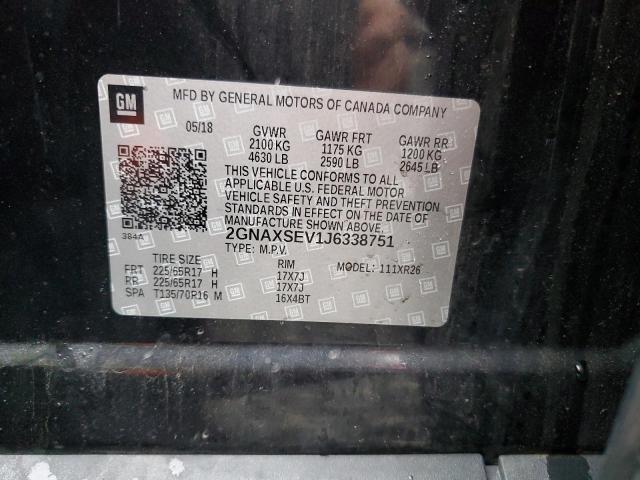 GM
MFD BY GENERAL MOTORS OF CANADA COMPANY
05/18 GVWR GAWR FRT GAWR RR
2100 KG 1175 KG 1200 KG
4630 LB 2590 LB 2645 LB
THIS VEHICLE CONFORMS TO ALL
APPLICABLE U.S. FEDERAL MOTOR
VEHICLE SAFETY AND THEFT PREVENTION
STANDARDS IN EFFECT ON THE DATE OF
MANUFACTURE SHOWN ABOVE.
384A 2GNAXSEV1J6338751
TYPE: M.P.V. MODEL: 111XR26
TIRE SIZE RIM
FRT 225/65R17 H 17X7J
RR 225/65R17 H 17X7J
SPA T135/70R16 M 16X4BT